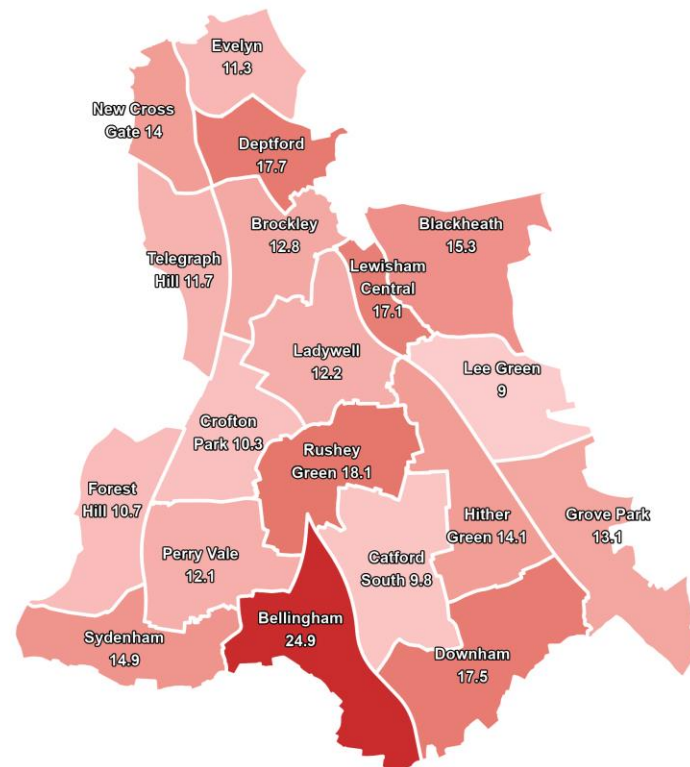 Evelyn
11.3
New Cross
Gate 14
Deptford
17.7
Brockley
12.8
Blackheath
15.3
Telegraph
Hill 11.7
Lewisham
Central
17.1
Ladywell
12.2
Lee Green
9
Crofton
Park 10.3
Rushey
Green 18.1
Forest
Hill 10.7
Hither
Green 14.1
Grove Park
13.1
Perry Vale
12.1
Catford
South 9.8
Bellingham
24.9
Sydenham
14.9
Downham
17.5